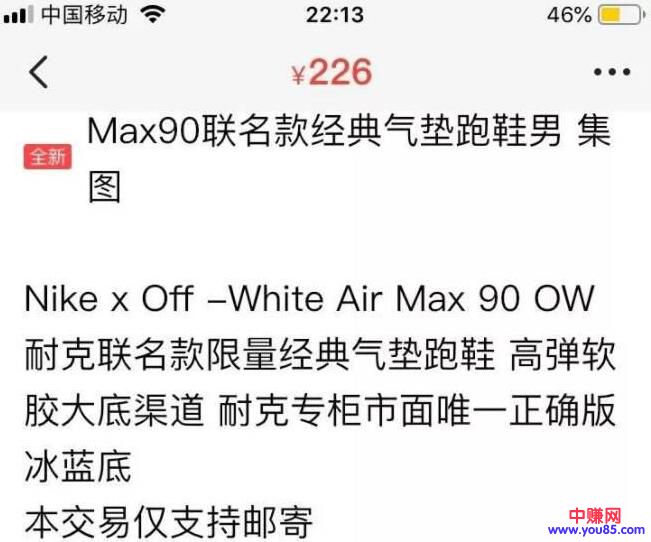 中国移动 22:13 46%
¥226
Max90联名款经典气垫跑鞋男 集
全新
图
Nike x Off –White Air Max 90 OW
耐克联名款限量经典气垫跑鞋 高弹软
胶大底渠道 耐克专柜市面唯一正确版
冰蓝底
本交易仅支持邮寄
中赚网
www.you85.com